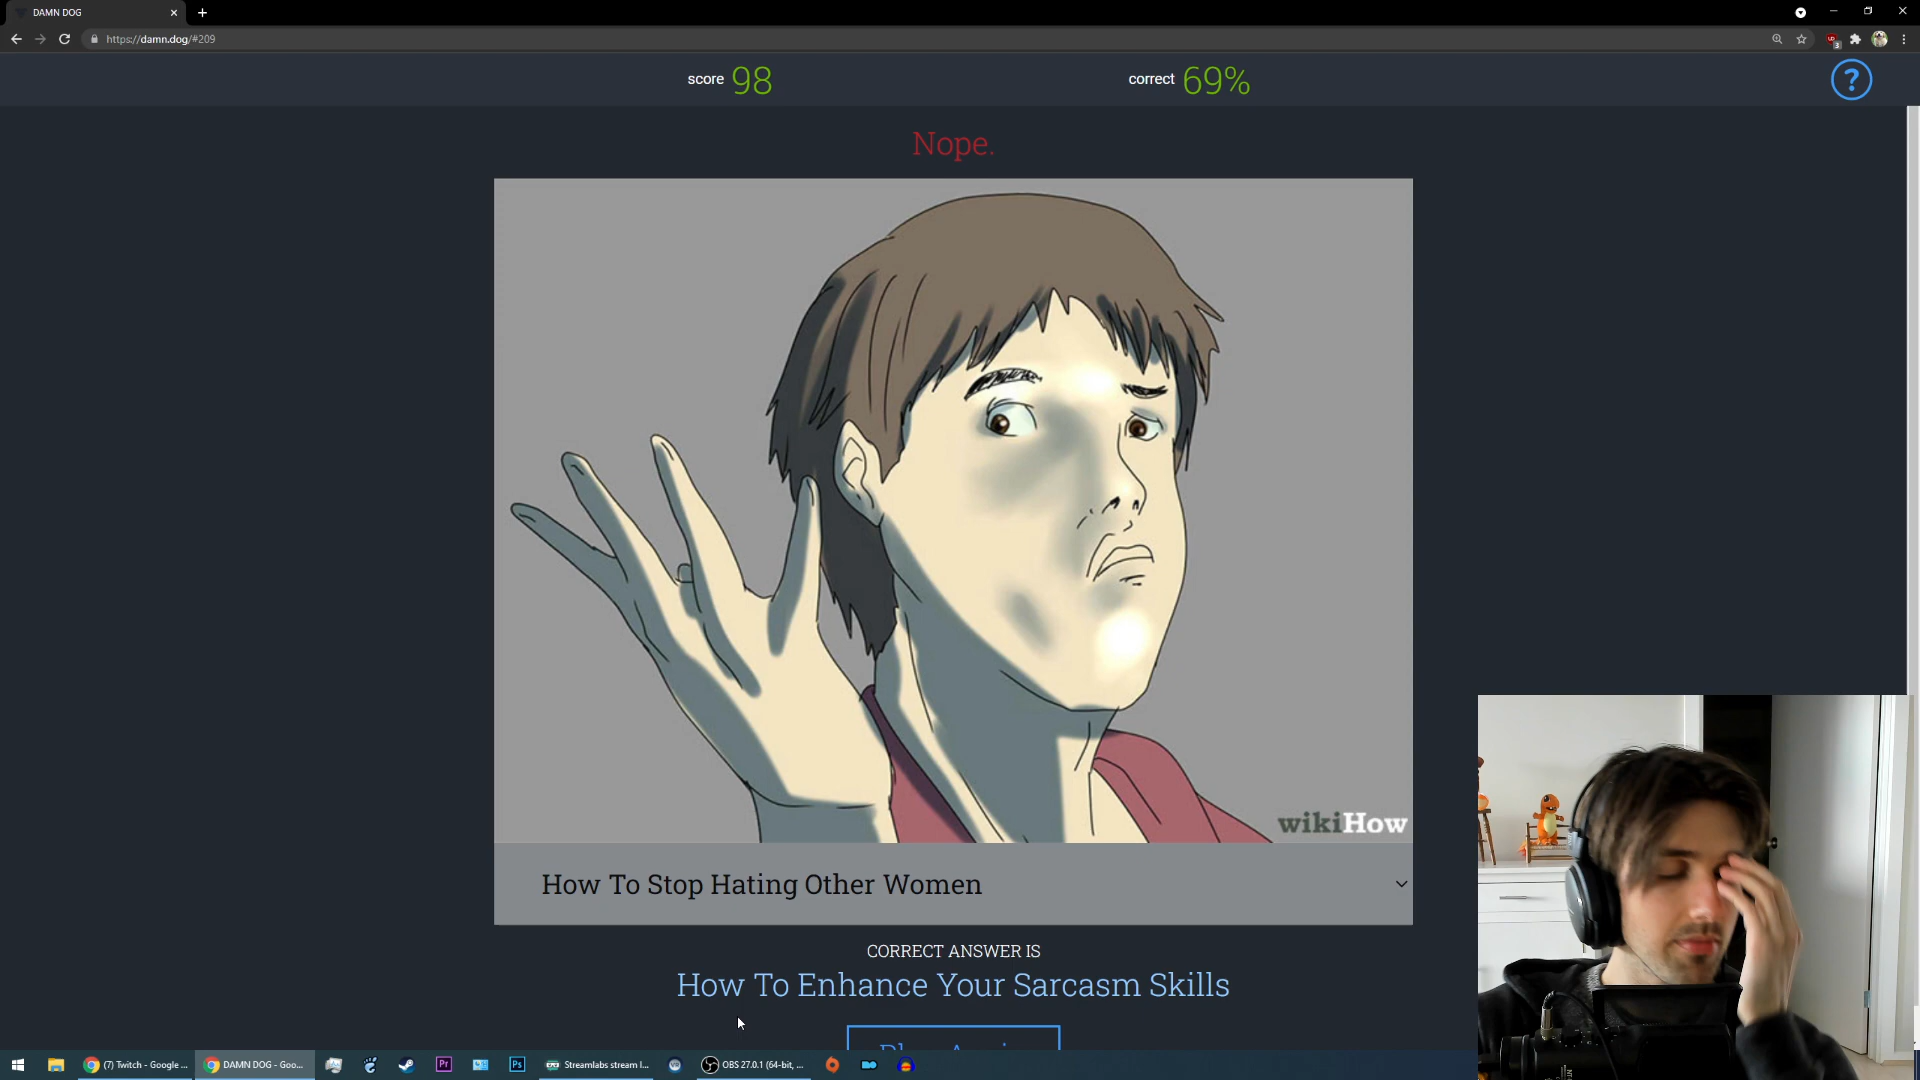 DAMN DOG
https://damn.dog/#209
score 98
correct 69%
?
Nope.
wikiHow
How To Stop Hating Other Women
CORRECT ANSWER IS
How To Enhance Your Sarcasm Skills
(7) Twitch - Google ...
DAMN DOG - Goo...
Pr
Ps
Streamlabs stream l...
OBS 27.0.1 (64-bit, ...